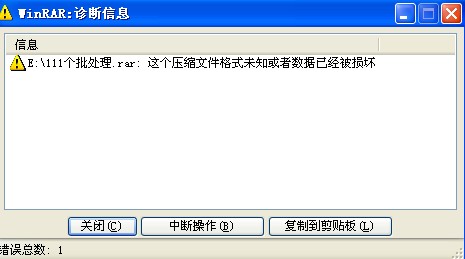 WinRAR:诊断信息
信息
E:\111个批处理.rar: 这个压缩文件格式未知或者数据已经被损坏
关闭(C) 中断操作(B) 复制到剪贴板(L)
错误总数: 1